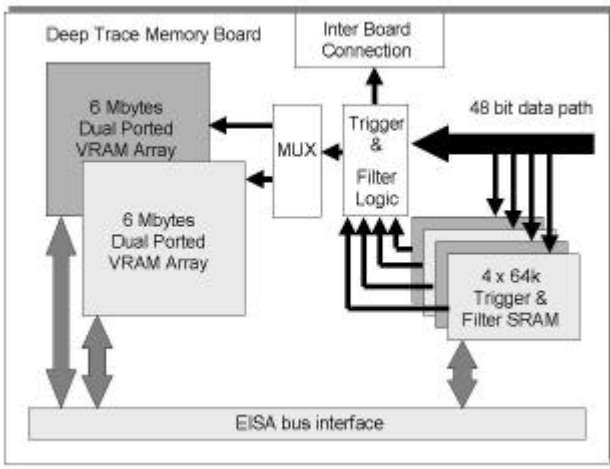 Deep Trace Memory Board
Inter Board
Connection
6 Mbytes
Dual Ported
VRAM Array
MUX
Trigger
&
Filter
Logic
48 bit data path
6 Mbytes
Dual Ported
VRAM Array
4 x 64k
Trigger &
Filter SRAM
EISA bus interface